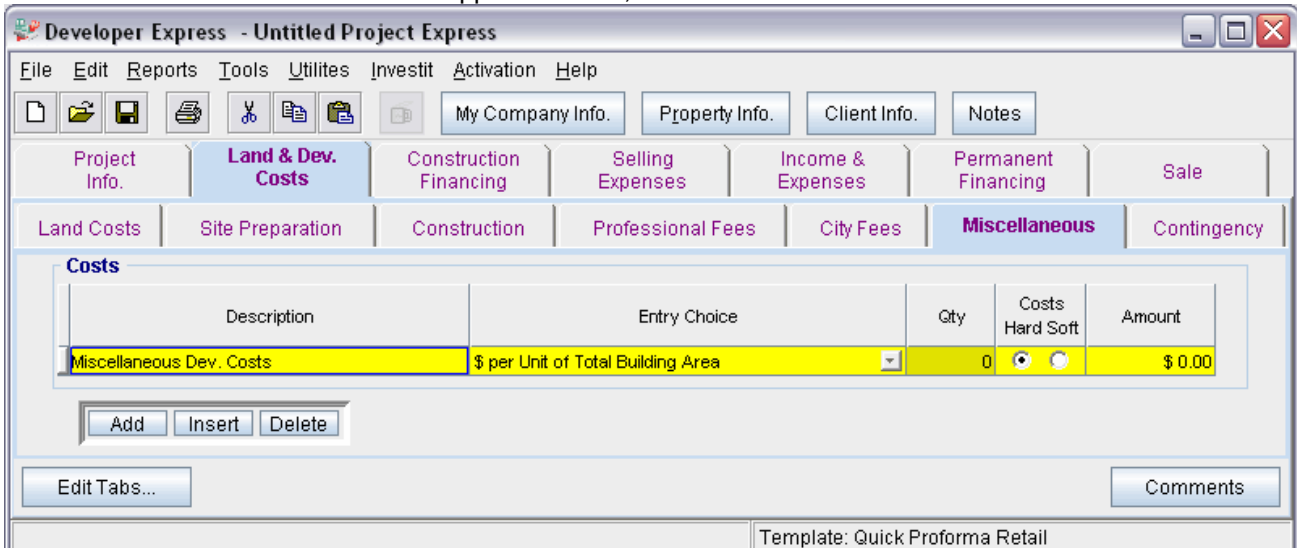 Developer Express - Untitled Project Express
File Edit Reports Tools Utilites Investit Activation Help
My Company Info. Property Info. Client Info. Notes
Project Info. Land & Dev. Costs Construction Financing Selling Expenses Income & Expenses Permanent Financing Sale
Land Costs Site Preparation Construction Professional Fees City Fees Miscellaneous Contingency
Costs
Description Entry Choice Qty Costs Hard Soft Amount
Miscellaneous Dev. Costs $ per Unit of Total Building Area 0 $ 0.00
Add Insert Delete
Edit Tabs... Comments
Template: Quick Proforma Retail